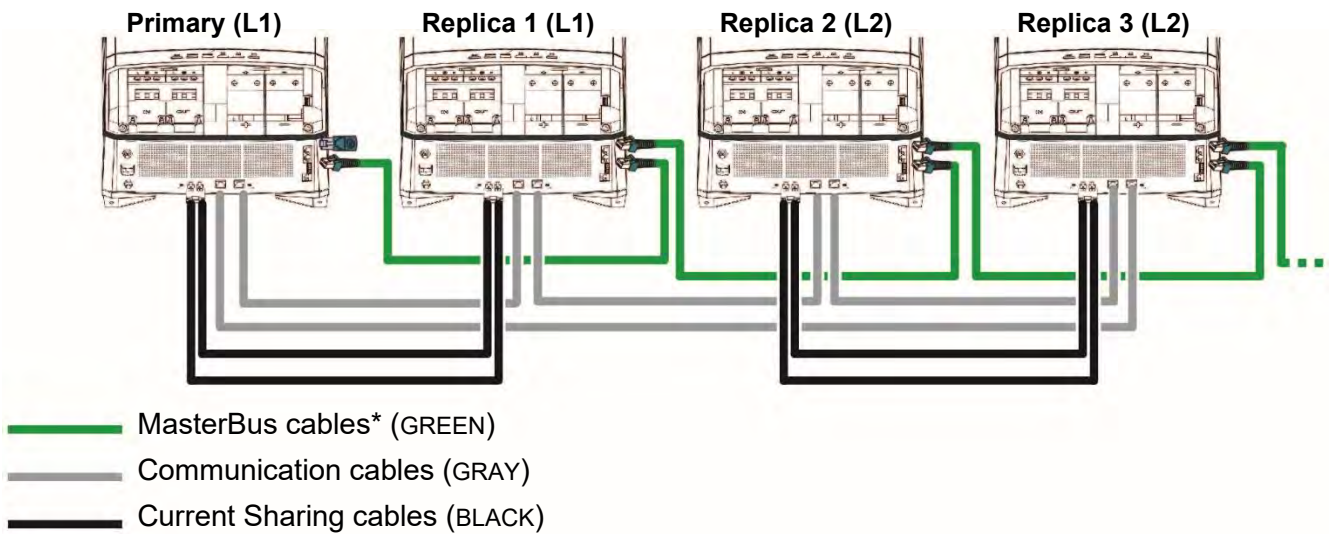 Primary (L1) Replica 1 (L1) Replica 2 (L2) Replica 3 (L2)
MasterBus cables* (GREEN)
Communication cables (GRAY)
Current Sharing cables (BLACK)